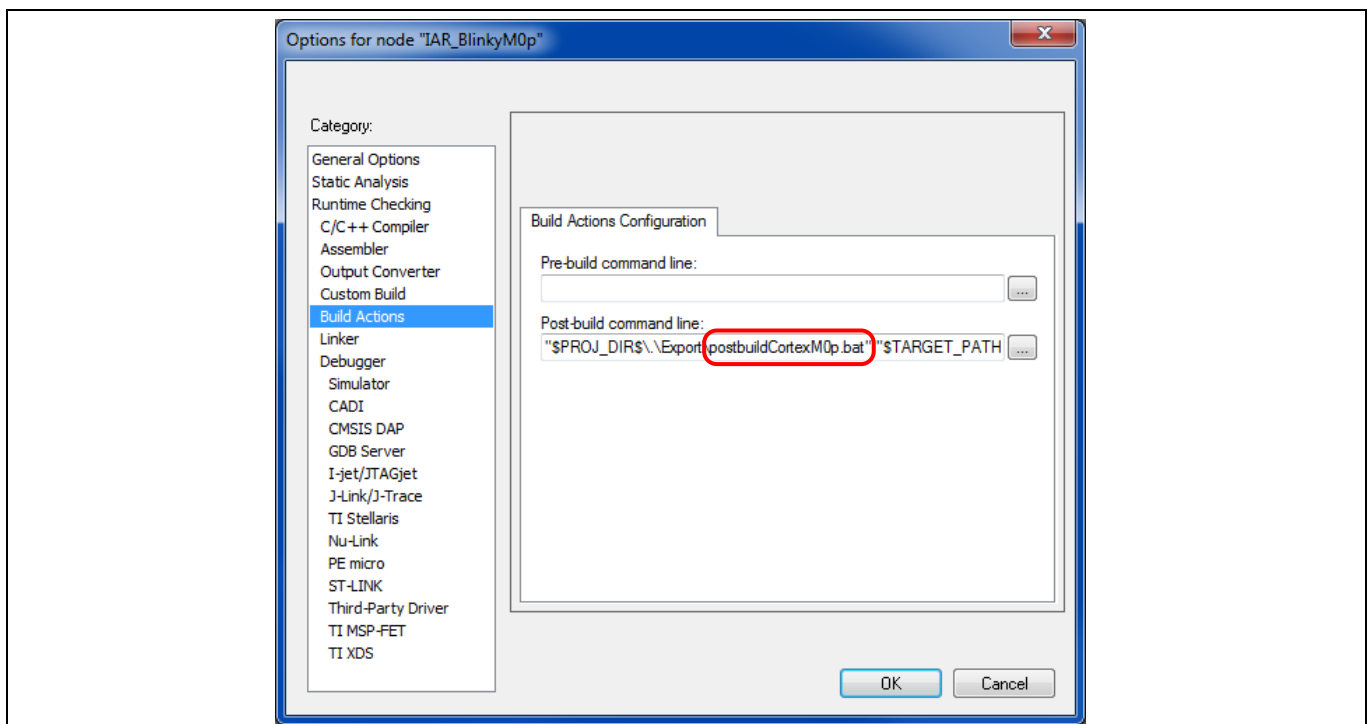 Options for node "IAR_BlinkyM0p"
Category:
General Options
Static Analysis
Runtime Checking
C/C++ Compiler
Assembler
Output Converter
Custom Build
Build Actions
Linker
Debugger
Simulator
CADI
CMSIS DAP
GDB Server
I-jet/JTAGjet
J-Link/J-Trace
TI Stellaris
Nu-Link
PE micro
ST-LINK
Third-Party Driver
TI MSP-FET
TI XDS
Build Actions Configuration
Pre-build command line:
...
Post-build command line:
"$PROJ_DIR$\.\Export\postbuildCortexM0p.bat" "$TARGET_PATH
...
OK
Cancel